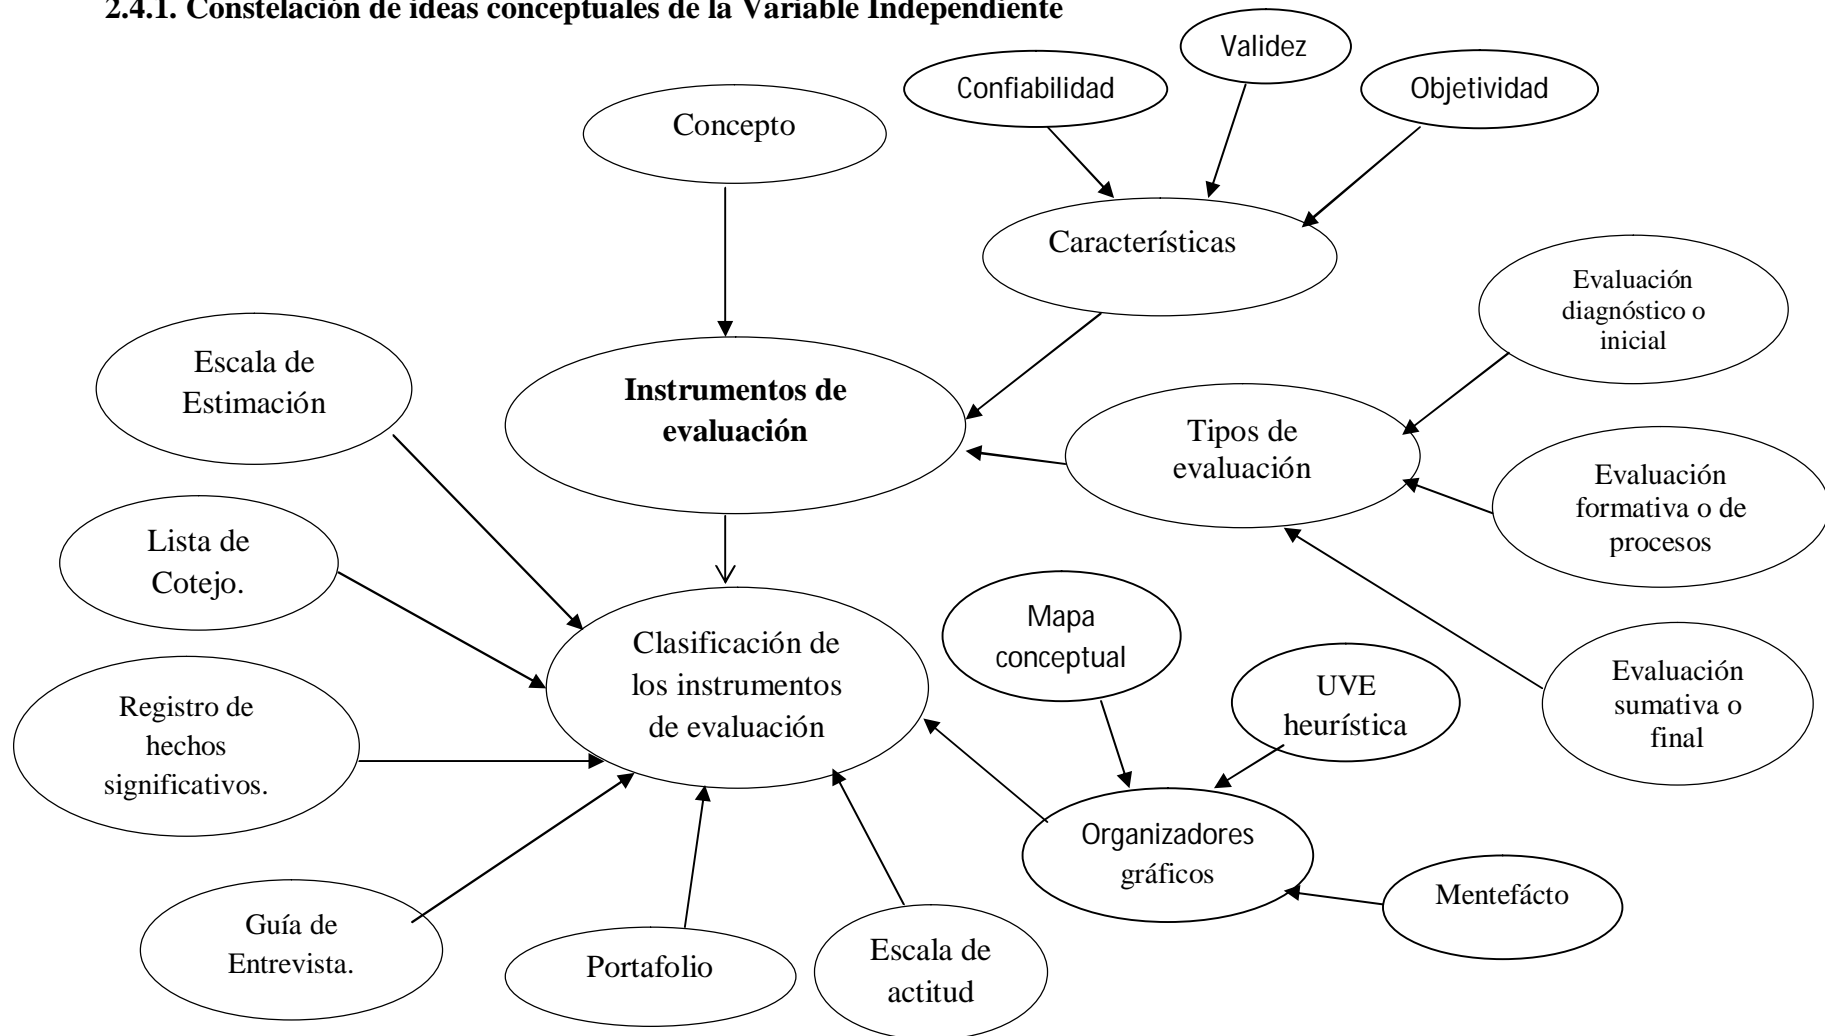 2.4.1. Constelación de ideas conceptuales de la Variable Independiente
Validez
Confiabilidad
Objetividad
Concepto
Características
Evaluación
diagnóstico o
inicial
Escala de
Estimación
Instrumentos de
evaluación
Tipos de
evaluación
Evaluación
formativa o de
procesos
Lista de
Cotejo.
Mapa
conceptual
Clasificación de
los instrumentos
de evaluación
UVE
heurística
Evaluación
sumativa o
final
Registro de
hechos
significativos.
Organizadores
gráficos
Mentefácto
Guía de
Entrevista.
Portafolio
Escala de
actitud